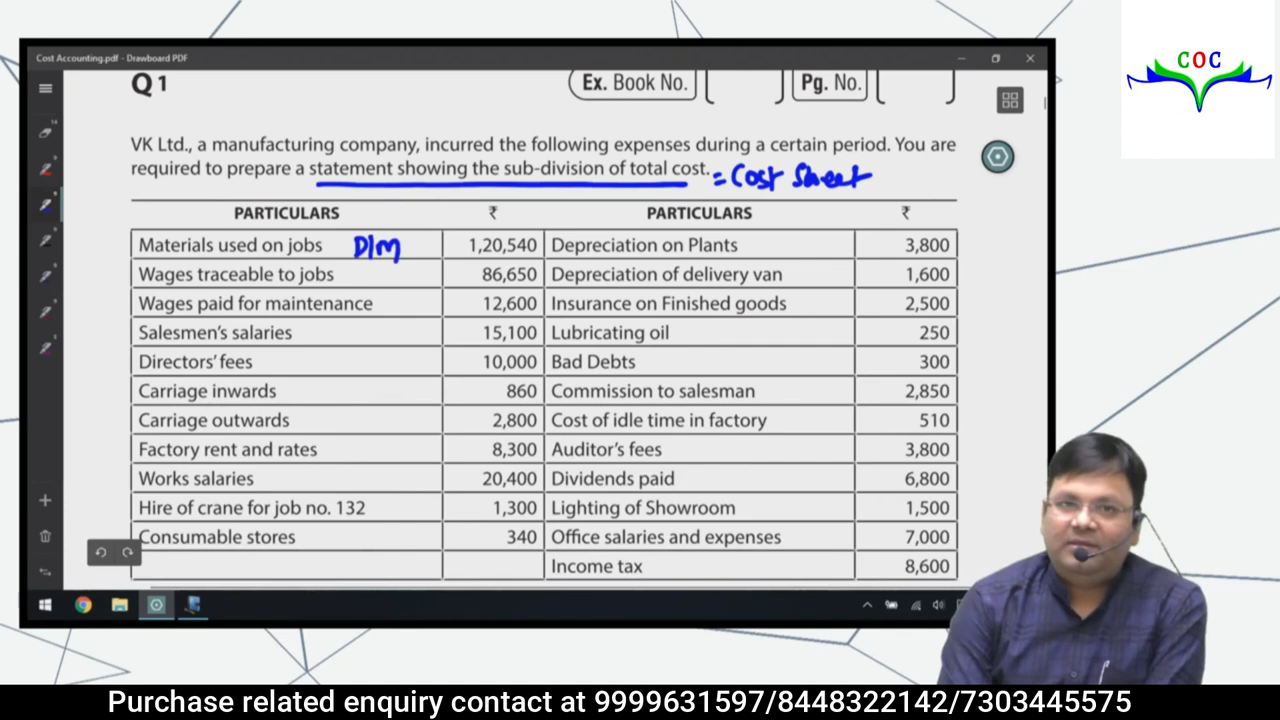 COC
Cost Accounting.pdf - Drawboard PDF
Q 1
Ex. Book No.
Pg. No.
VK Ltd., a manufacturing company, incurred the following expenses during a certain period. You are
required to prepare a statement showing the sub-division of total cost. = Cost Sheet
PARTICULARS ₹ PARTICULARS ₹
Materials used on jobs D/M 1,20,540 Depreciation on Plants 3,800
Wages traceable to jobs 86,650 Depreciation of delivery van 1,600
Wages paid for maintenance 12,600 Insurance on Finished goods 2,500
Salesmen's salaries 15,100 Lubricating oil 250
Directors' fees 10,000 Bad Debts 300
Carriage inwards 860 Commission to salesman 2,850
Carriage outwards 2,800 Cost of idle time in factory 510
Factory rent and rates 8,300 Auditor's fees 3,800
Works salaries 20,400 Dividends paid 6,800
Hire of crane for job no. 132 1,300 Lighting of Showroom 1,500
Consumable stores 340 Office salaries and expenses 7,000
Income tax 8,600
Purchase related enquiry contact at 9999631597/8448322142/7303445575